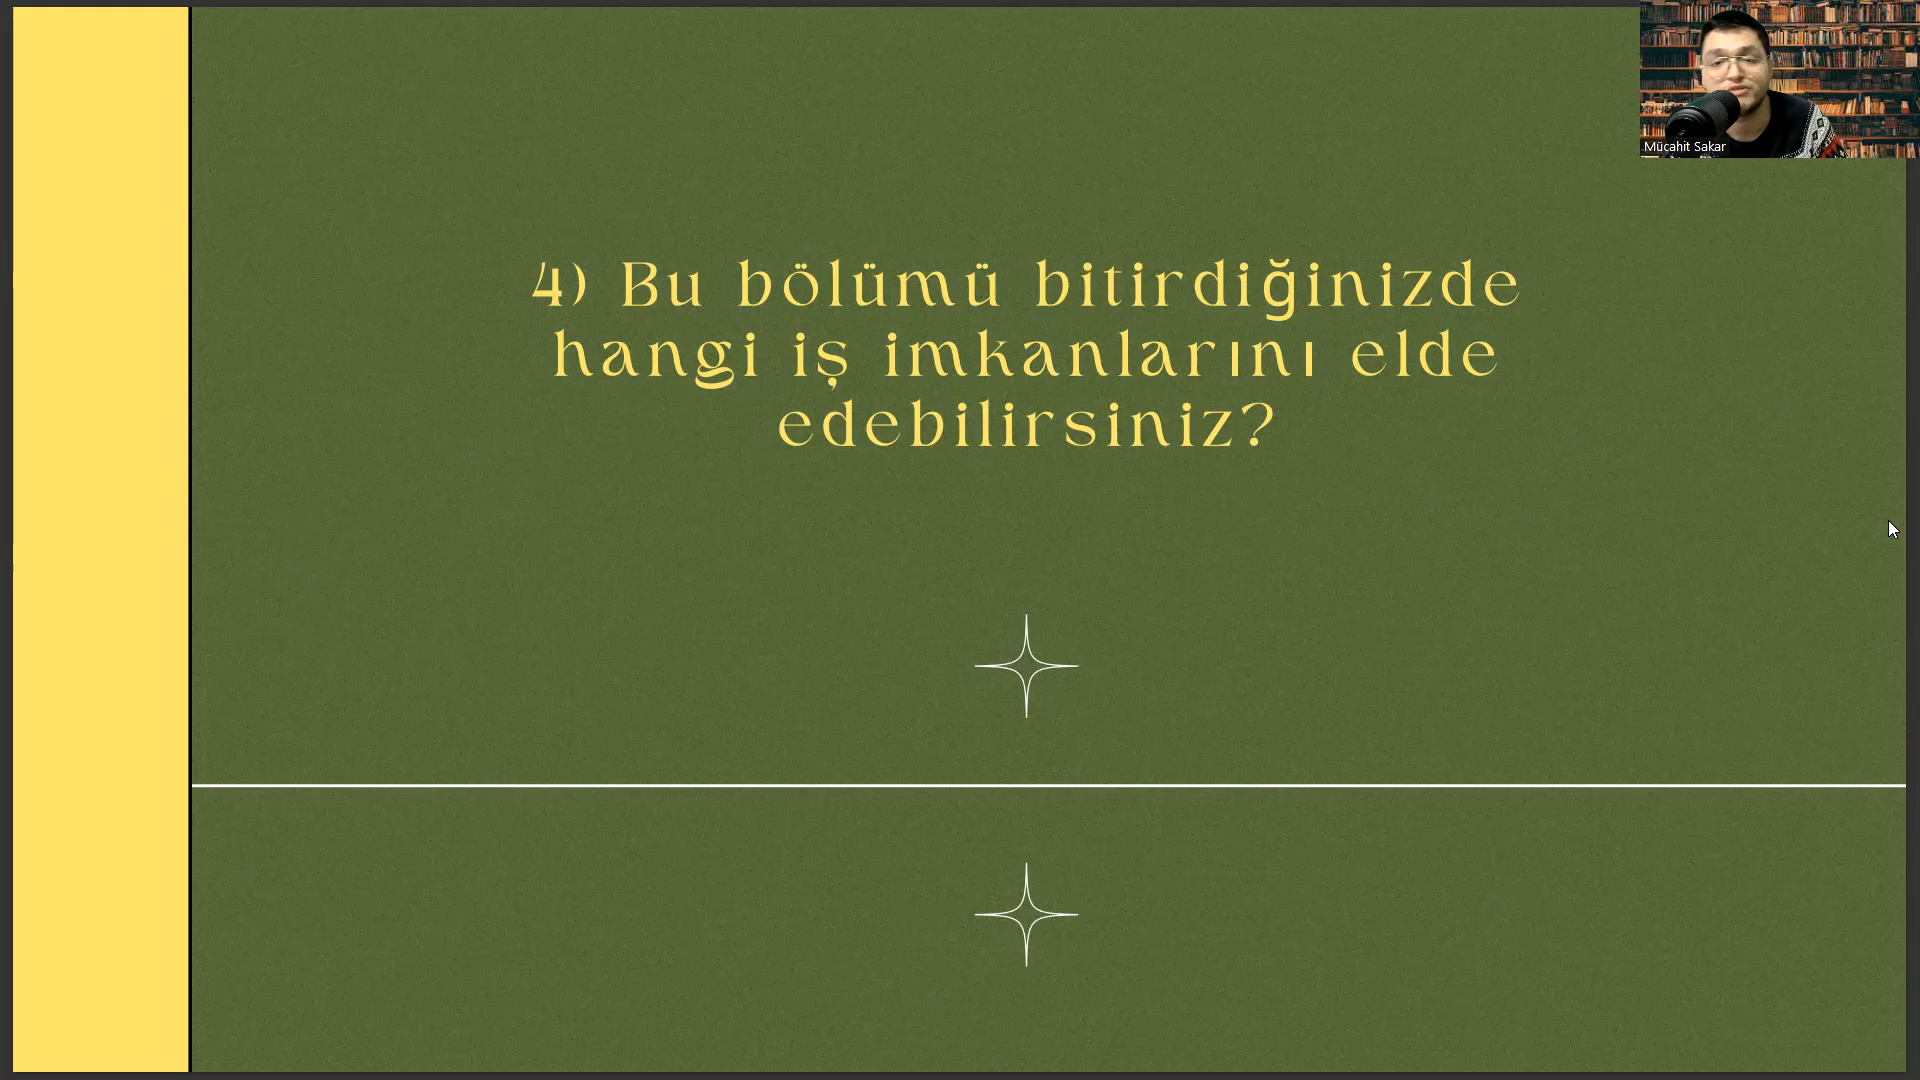 Mücahit Sakar
4) Bu bölümü bitirdiğinizde
hangi iş imkanlarını elde
edebilirsiniz?